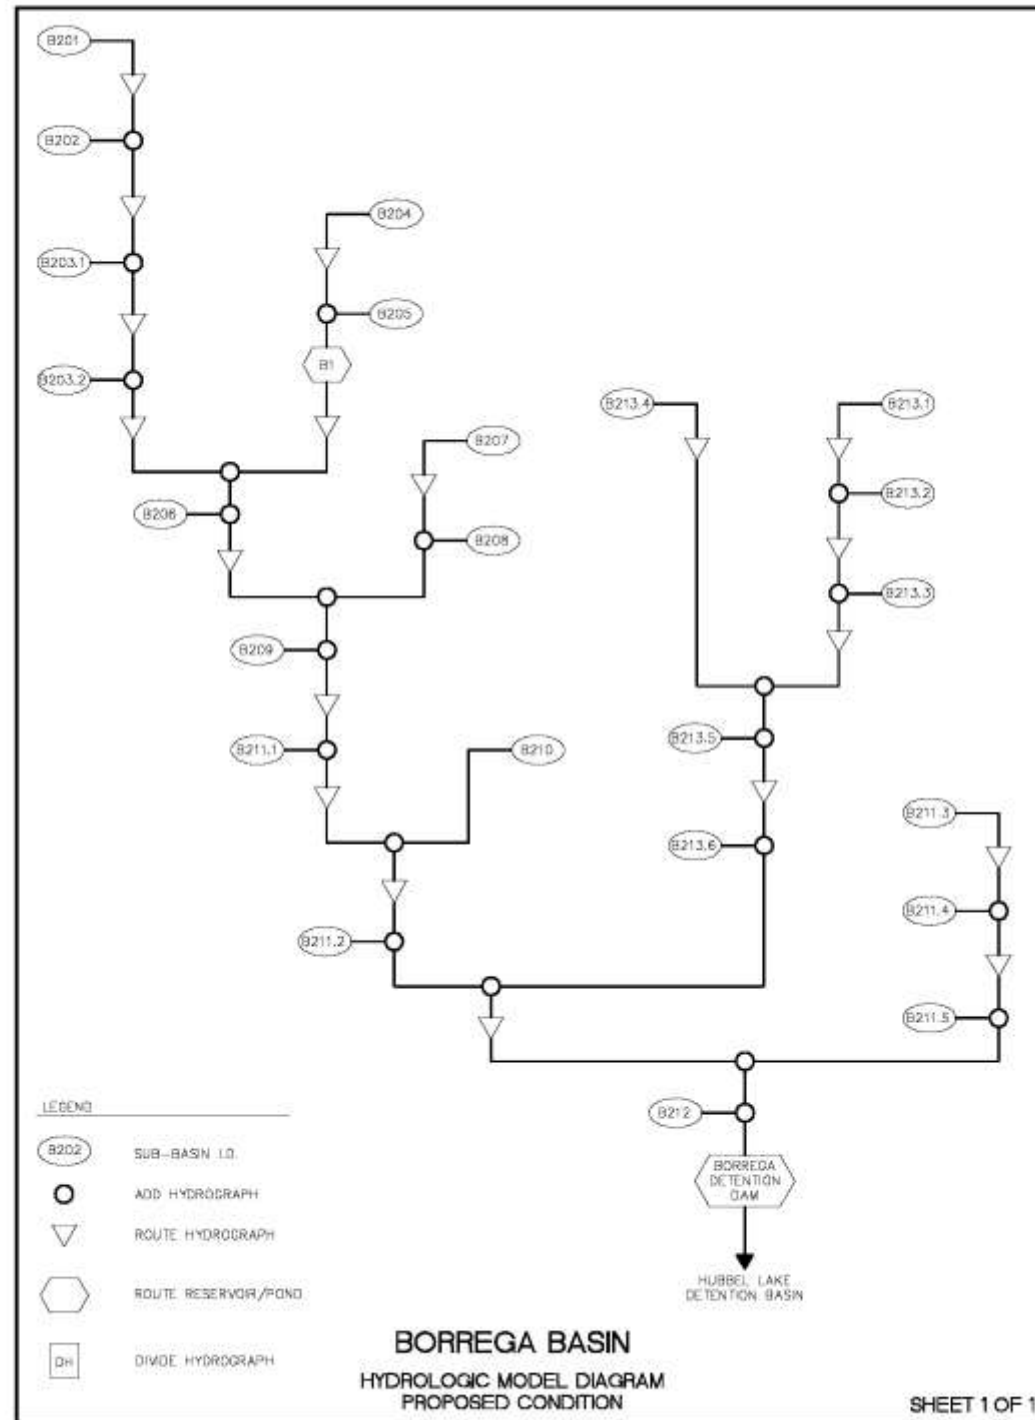 B201
B202
B204
B203.1
B205
B1
B203.2
B213.4
B213.1
B207
B213.2
B206
B208
B213.3
B209
B213.5
B211.1
B210
B211.3
B213.6
B211.4
B211.2
B211.5
B212
LEGEND
B202 SUB-BASIN I.D.
ADD HYDROGRAPH
ROUTE HYDROGRAPH
ROUTE RESERVOIR/POND
DH DIVIDE HYDROGRAPH
BORREGA
DETENTION
DAM
HUBBEL LAKE
DETENTION BASIN
BORREGA BASIN
HYDROLOGIC MODEL DIAGRAM
PROPOSED CONDITION
SHEET 1 OF 1